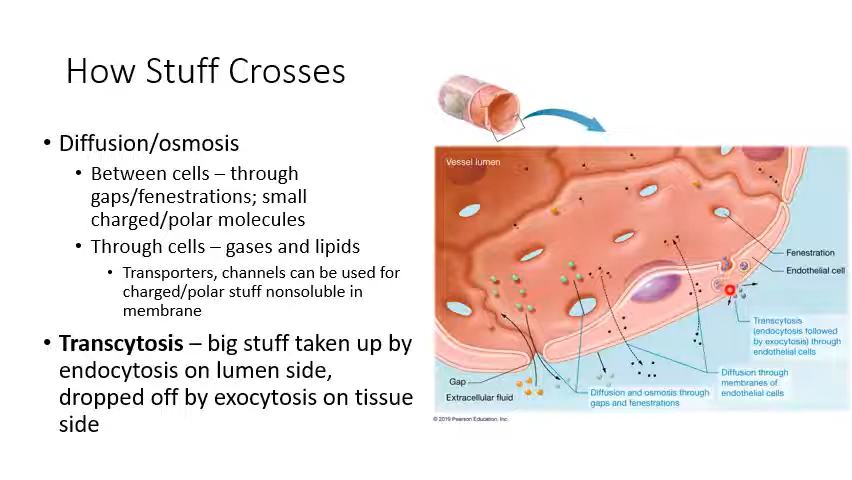 How Stuff Crosses
• Diffusion/osmosis
• Between cells – through
gaps/fenestrations; small
charged/polar molecules
• Through cells – gases and lipids
• Transporters, channels can be used for
charged/polar stuff nonsoluble in
membrane
• Transcytosis – big stuff taken up by
endocytosis on lumen side,
dropped off by exocytosis on tissue
side
Vessel lumen
Fenestration
Endothelial cell
Transcytosis
(endocytosis followed
by exocytosis) through
endothelial cells
Diffusion through
membranes of
endothelial cells
Gap
Extracellular fluid
Diffusion and osmosis through
gaps and fenestrations
© 2019 Pearson Education, Inc.